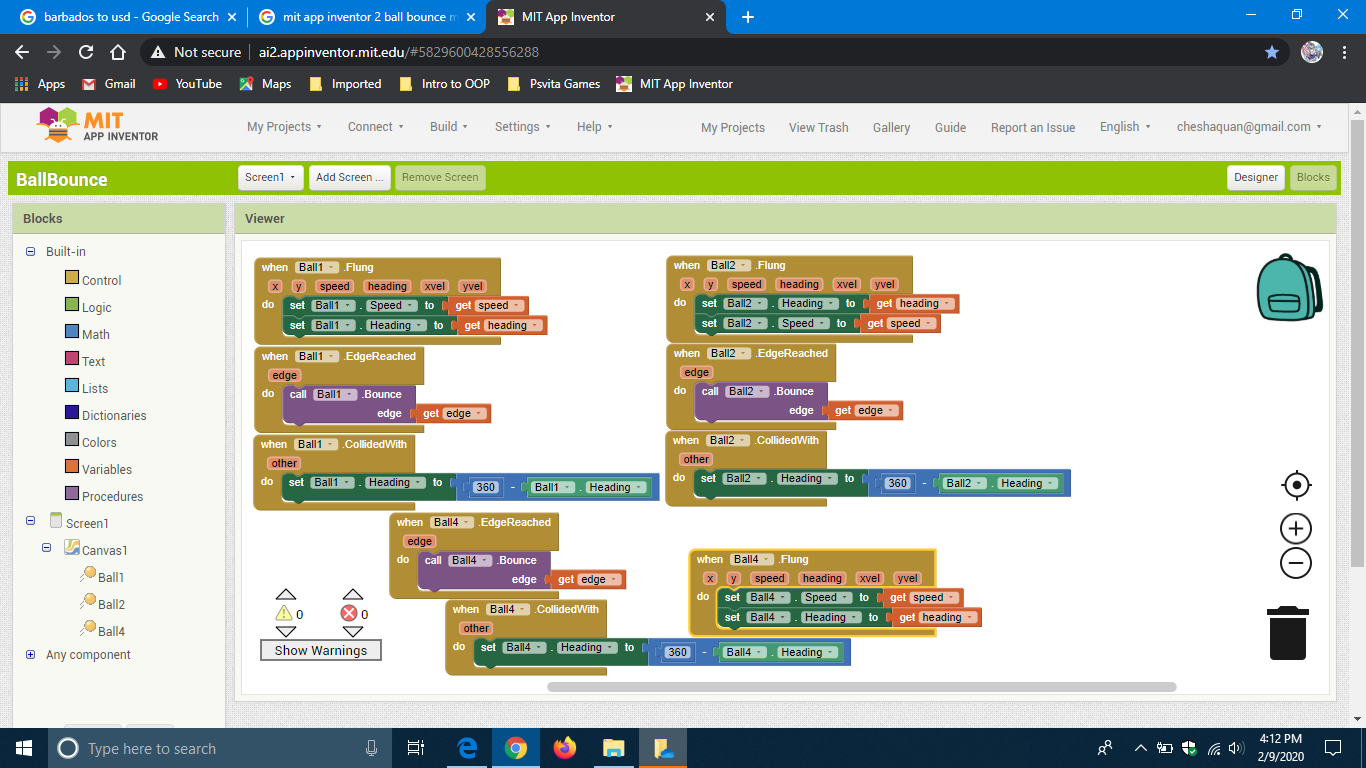 barbados to usd - Google Search
mit app inventor 2 ball bounce m
MIT App Inventor
Not secure | ai2.appinventor.mit.edu/#5829600428556288
Apps Gmail YouTube Maps Imported Intro to OOP Psvita Games MIT App Inventor
MIT
APP INVENTOR
My Projects Connect Build Settings Help My Projects View Trash Gallery Guide Report an Issue English cheshaquan@gmail.com
BallBounce Screen1 Add Screen ... Remove Screen Designer Blocks
Blocks
Built-in
Control
Logic
Math
Text
Lists
Dictionaries
Colors
Variables
Procedures
Screen1
Canvas1
Ball1
Ball2
Ball4
Any component
Viewer
when Ball1 .Flung
x y speed heading xvel yvel
do set Ball1 . Speed to get speed
set Ball1 . Heading to get heading
when Ball1 .EdgeReached
edge
do call Ball1 .Bounce
edge get edge
when Ball1 .CollidedWith
other
do set Ball1 . Heading to 360 - Ball1 . Heading
when Ball2 .Flung
x y speed heading xvel yvel
do set Ball2 . Heading to get heading
set Ball2 . Speed to get speed
when Ball2 .EdgeReached
edge
do call Ball2 .Bounce
edge get edge
when Ball2 .CollidedWith
other
do set Ball2 . Heading to 360 - Ball2 . Heading
when Ball4 .EdgeReached
edge
do call Ball4 .Bounce
edge get edge
when Ball4 .CollidedWith
other
do set Ball4 . Heading to 360 - Ball4 . Heading
when Ball4 .Flung
x y speed heading xvel yvel
do set Ball4 . Speed to get speed
set Ball4 . Heading to get heading
0 0
Show Warnings
Type here to search
4:12 PM
2/9/2020